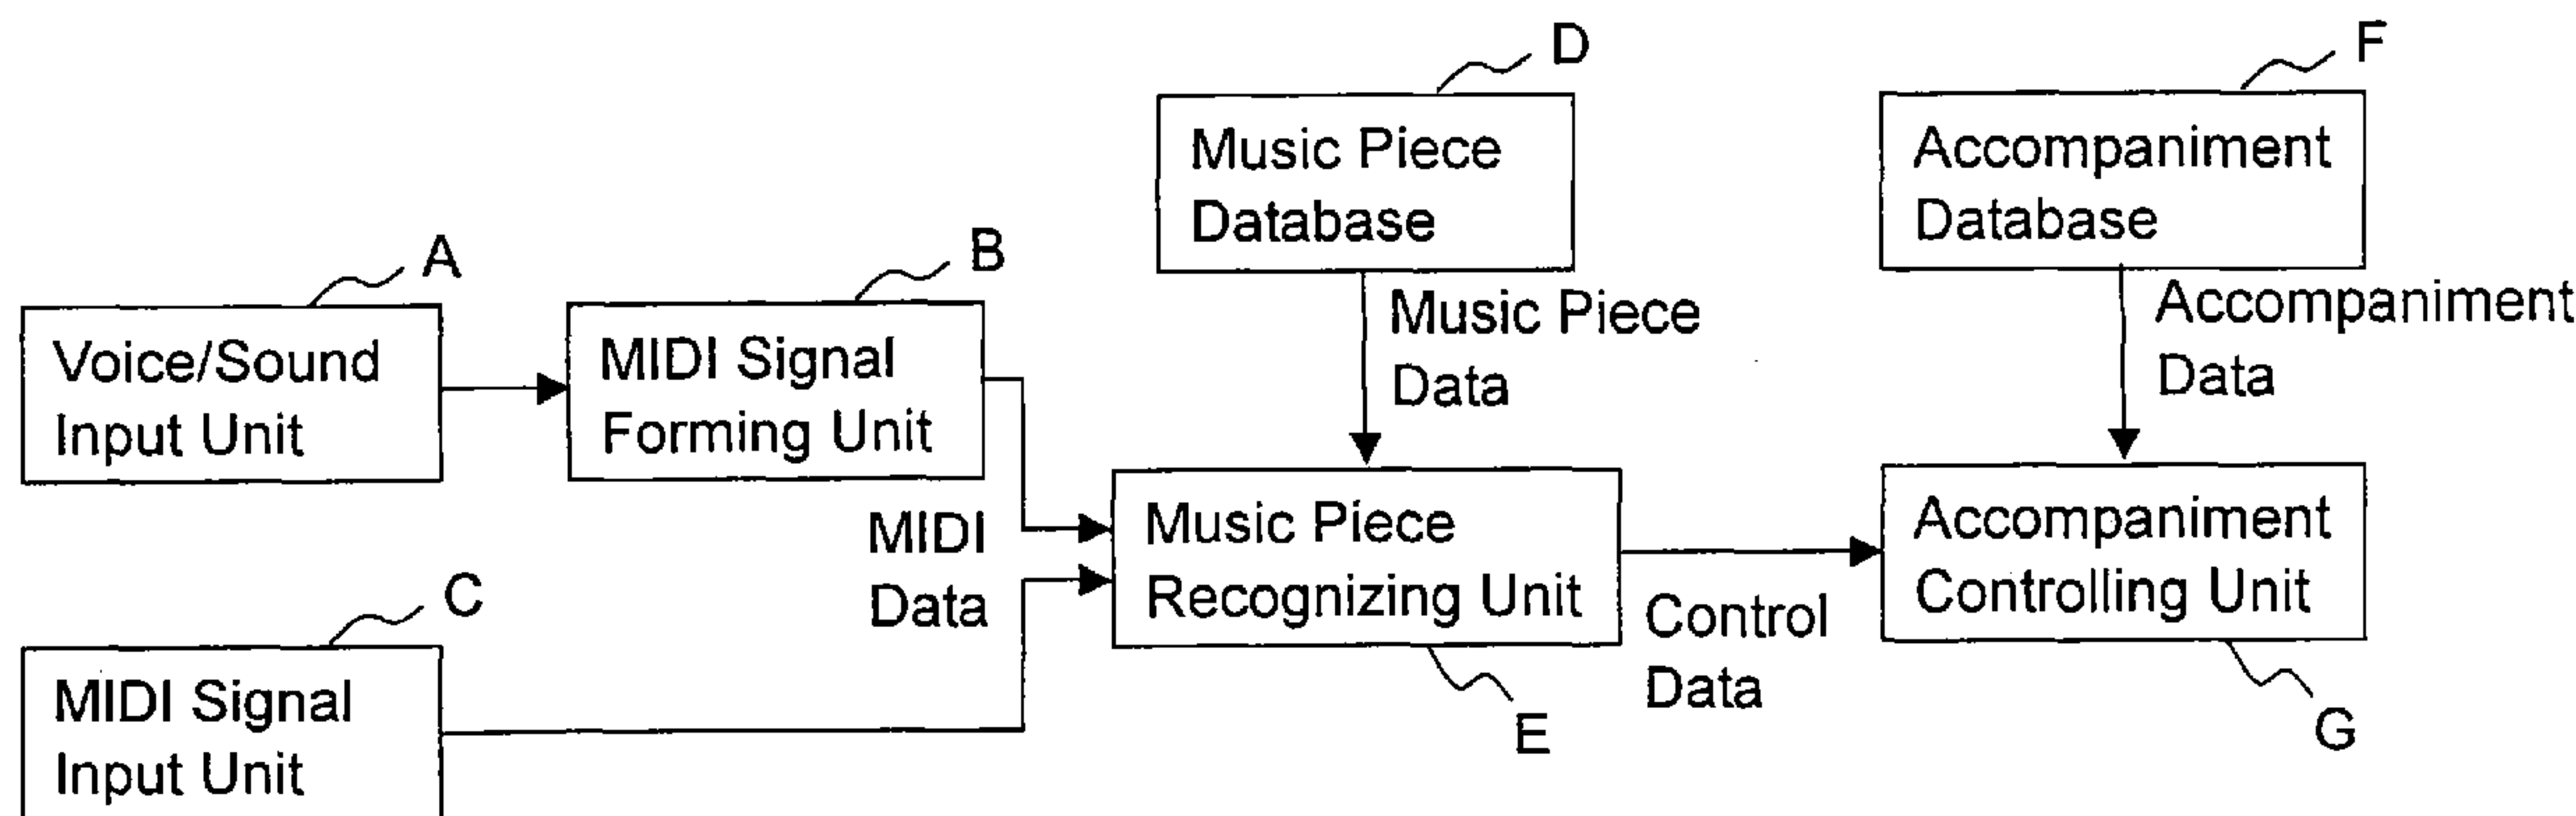 D
F
Music Piece
Database
Accompaniment
Database
A
B
Voice/Sound
Input Unit
MIDI Signal
Forming Unit
Music Piece
Data
Accompaniment
Data
MIDI
Data
C
MIDI Signal
Input Unit
Music Piece
Recognizing Unit
E
Control
Data
Accompaniment
Controlling Unit
G